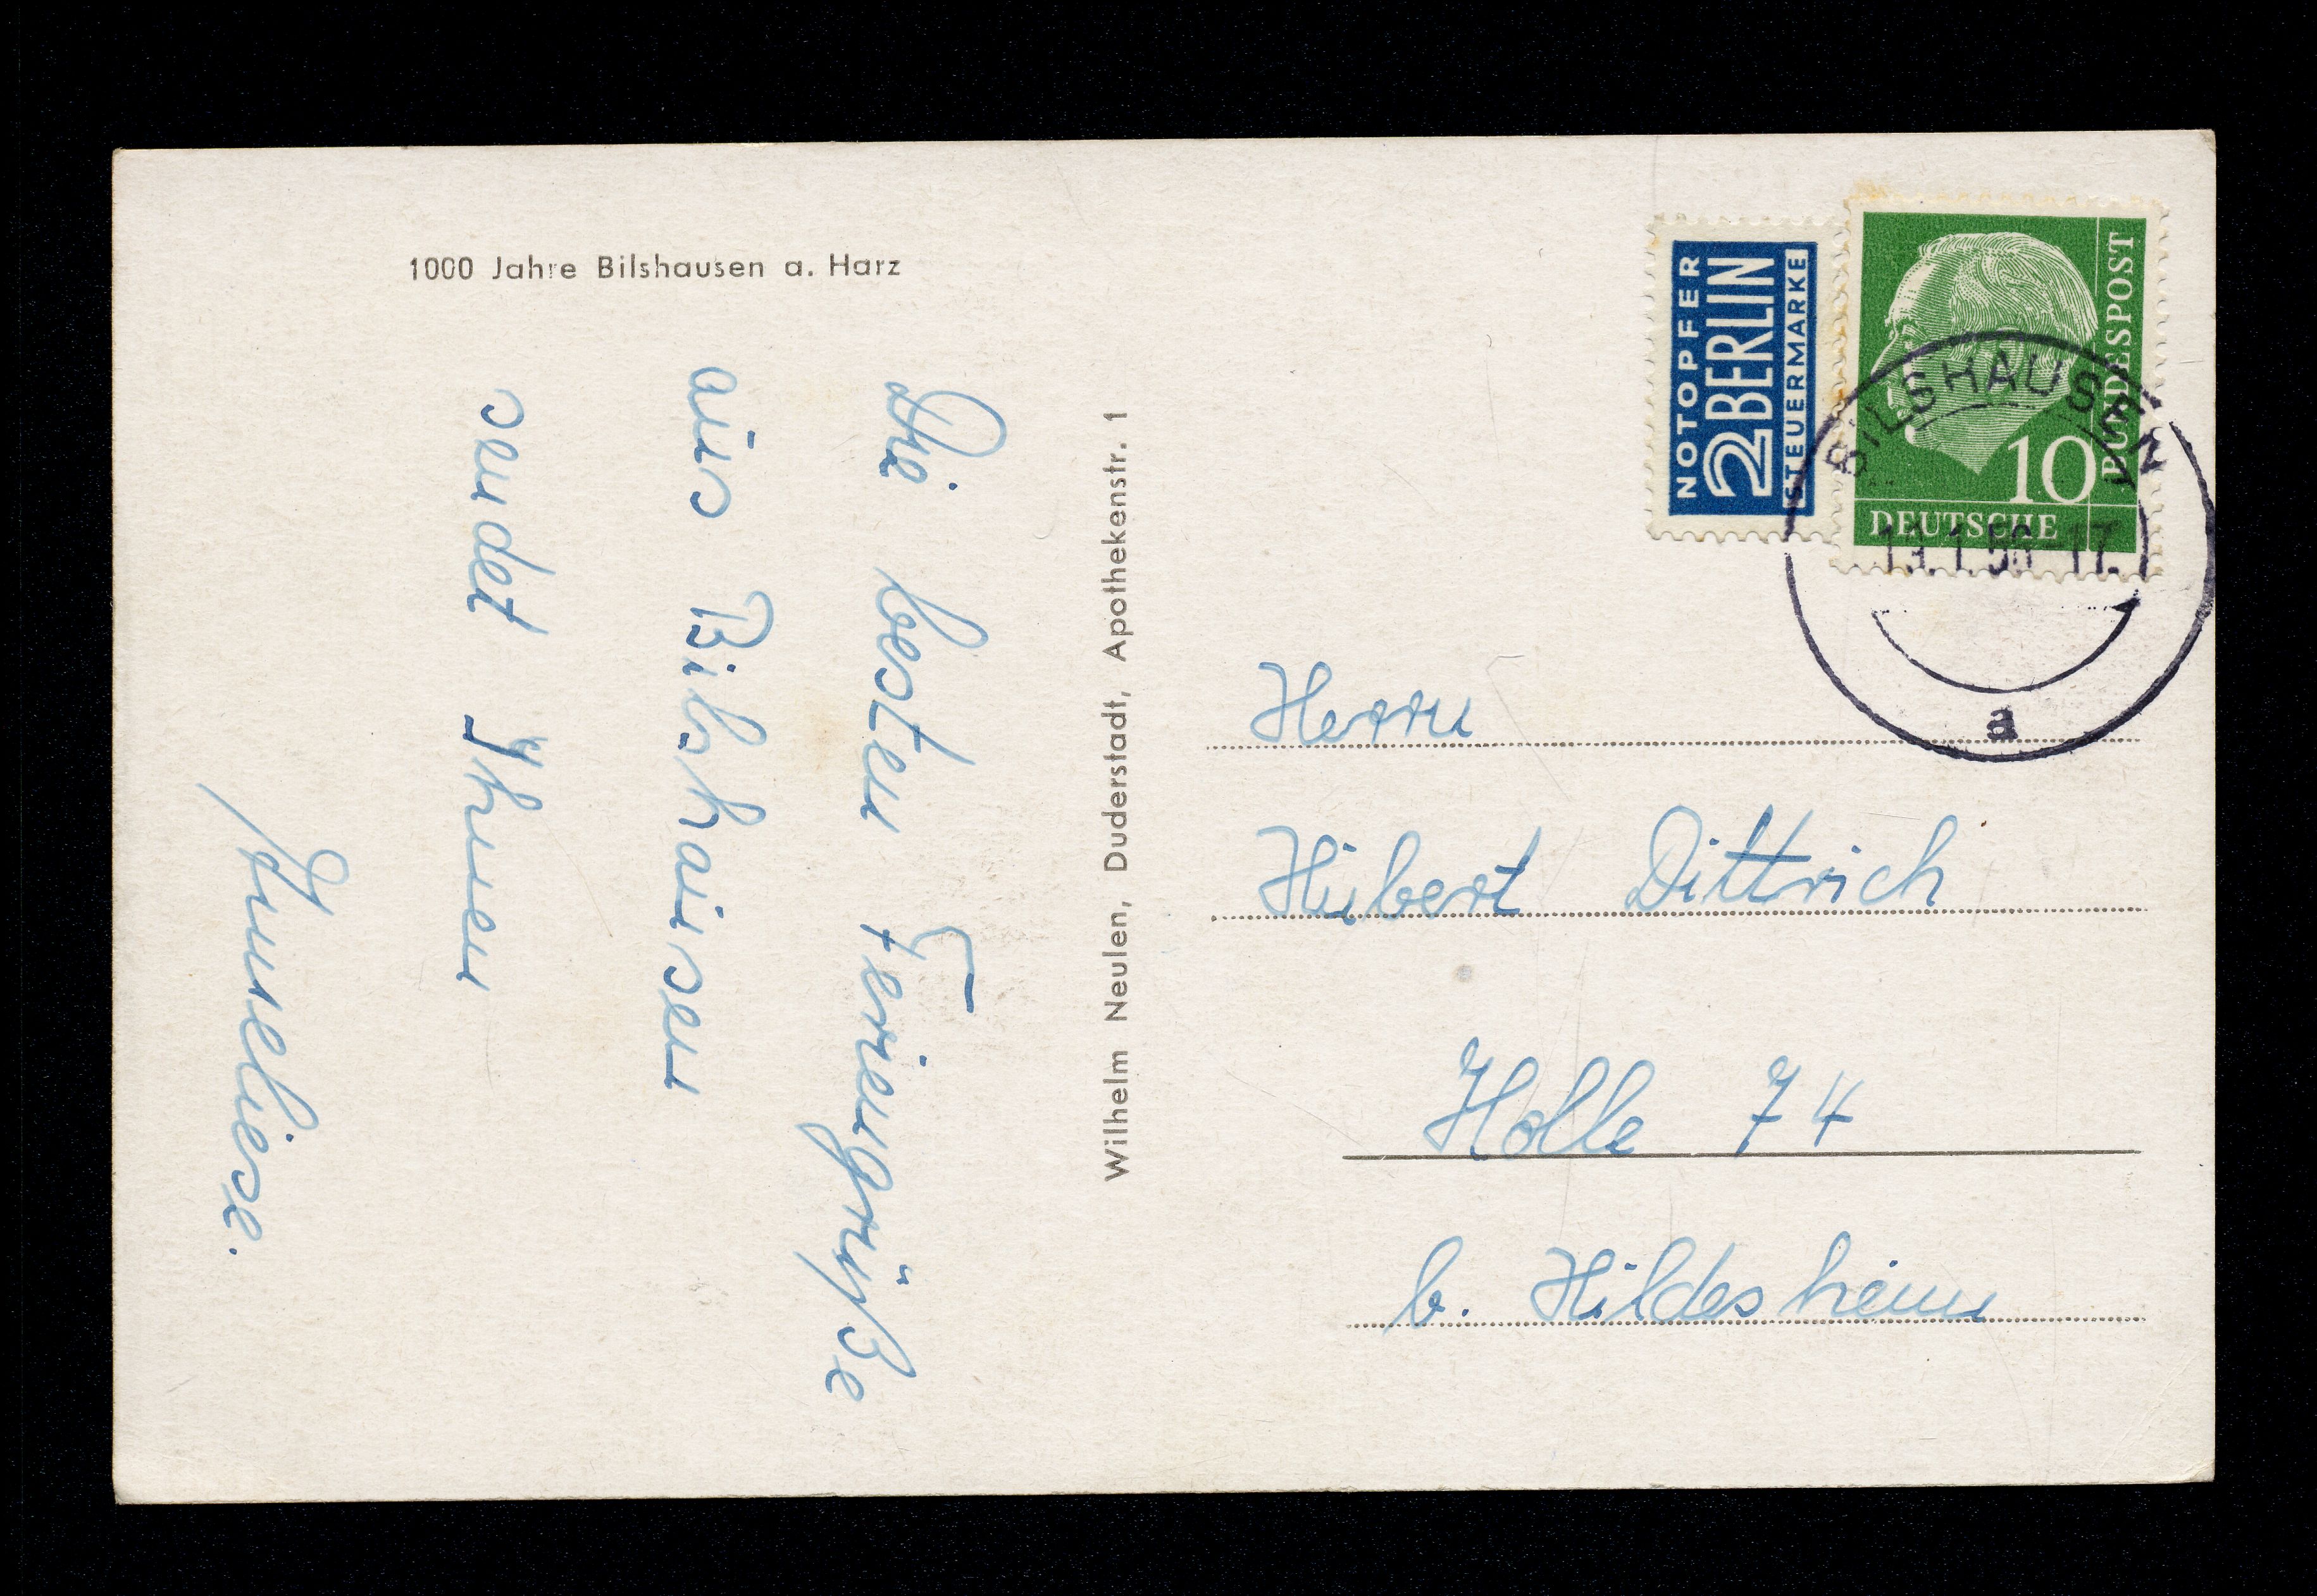 1000 Jahre Bilshausen a. Harz
Die besten Feriengrüße
aus Bilshausen
sendet Ihnen
Anneliese.
Wilhelm Neulen, Duderstadt, Apothekenstr. 1
NOTOPFER
2 BERLIN
STEUERMARKE
10
DEUTSCHE
BUNDESPOST
BILSHAUSEN
a
Herrn
Hubert Dittrich
Holle 74
b. Hildesheim